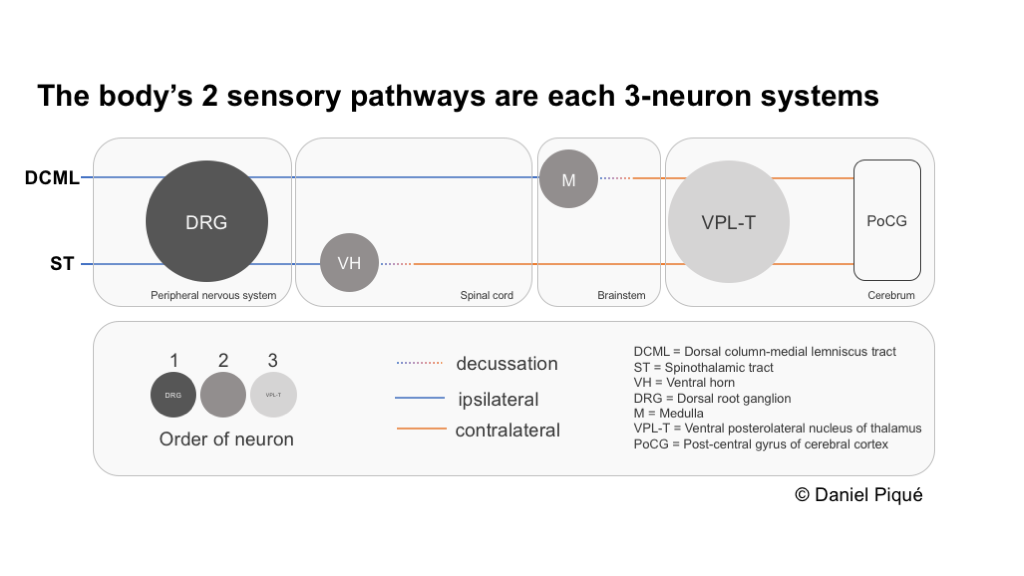 The body's 2 sensory pathways are each 3-neuron systems
DCML
DRG
M
VPL-T
PoCG
ST
VH
Peripheral nervous system
Spinal cord
Brainstem
Cerebrum
1 2 3
DRG
VPL-T
Order of neuron
decussation
ipsilateral
contralateral
DCML = Dorsal column-medial lemniscus tract
ST = Spinothalamic tract
VH = Ventral horn
DRG = Dorsal root ganglion
M = Medulla
VPL-T = Ventral posterolateral nucleus of thalamus
PoCG = Post-central gyrus of cerebral cortex
© Daniel Piqué